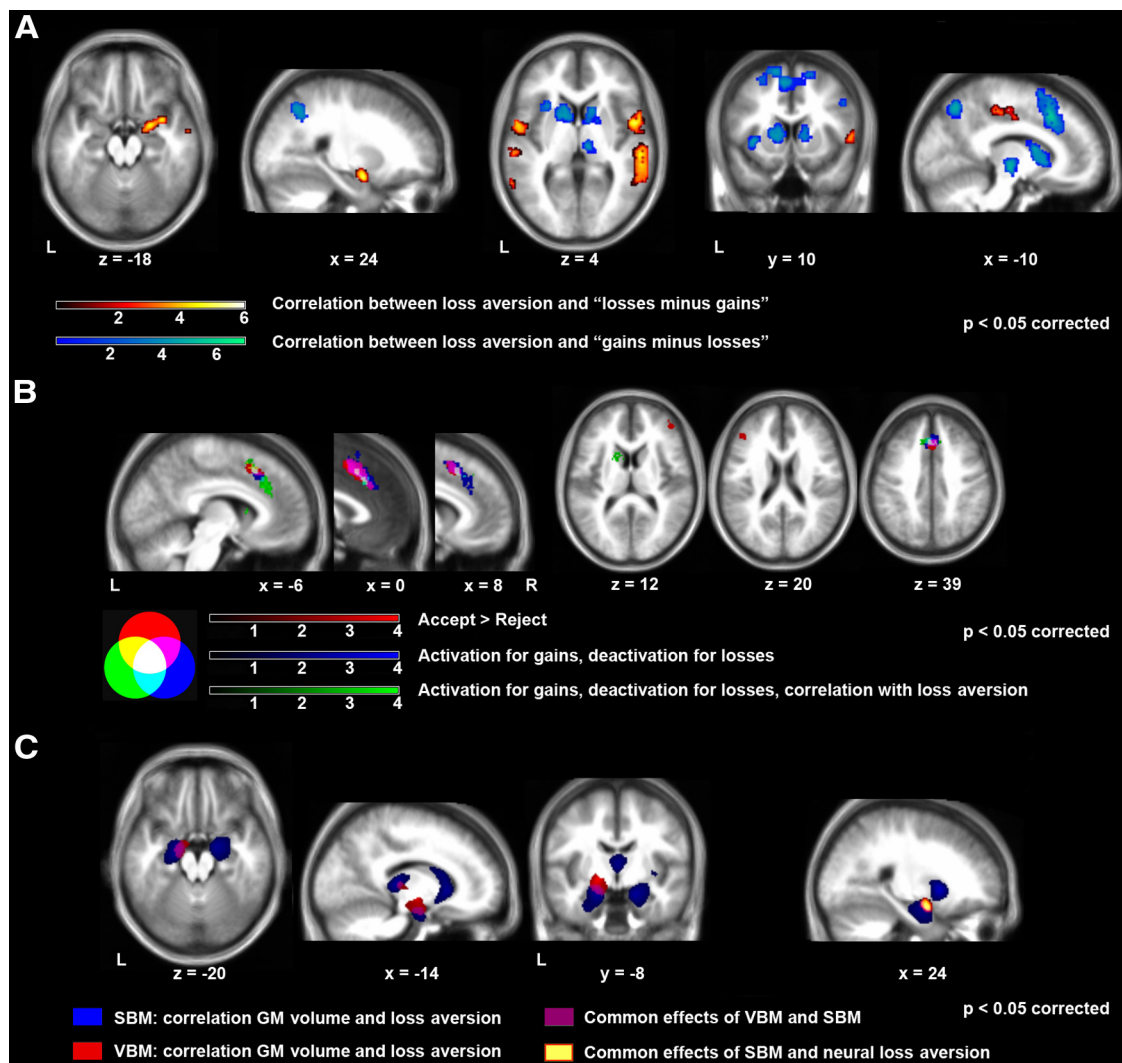 A
L
z = -18
x = 24
L
z = 4
L
y = 10
x = -10
2 4 6
Correlation between loss aversion and “losses minus gains”
2 4 6
Correlation between loss aversion and “gains minus losses”
p < 0.05 corrected
B
L
x = -6
x = 0
x = 8
R
z = 12
z = 20
z = 39
1 2 3 4
Accept > Reject
1 2 3 4
Activation for gains, deactivation for losses
1 2 3 4
Activation for gains, deactivation for losses, correlation with loss aversion
p < 0.05 corrected
C
L
z = -20
x = -14
L
y = -8
x = 24
SBM: correlation GM volume and loss aversion
VBM: correlation GM volume and loss aversion
Common effects of VBM and SBM
Common effects of SBM and neural loss aversion
p < 0.05 corrected